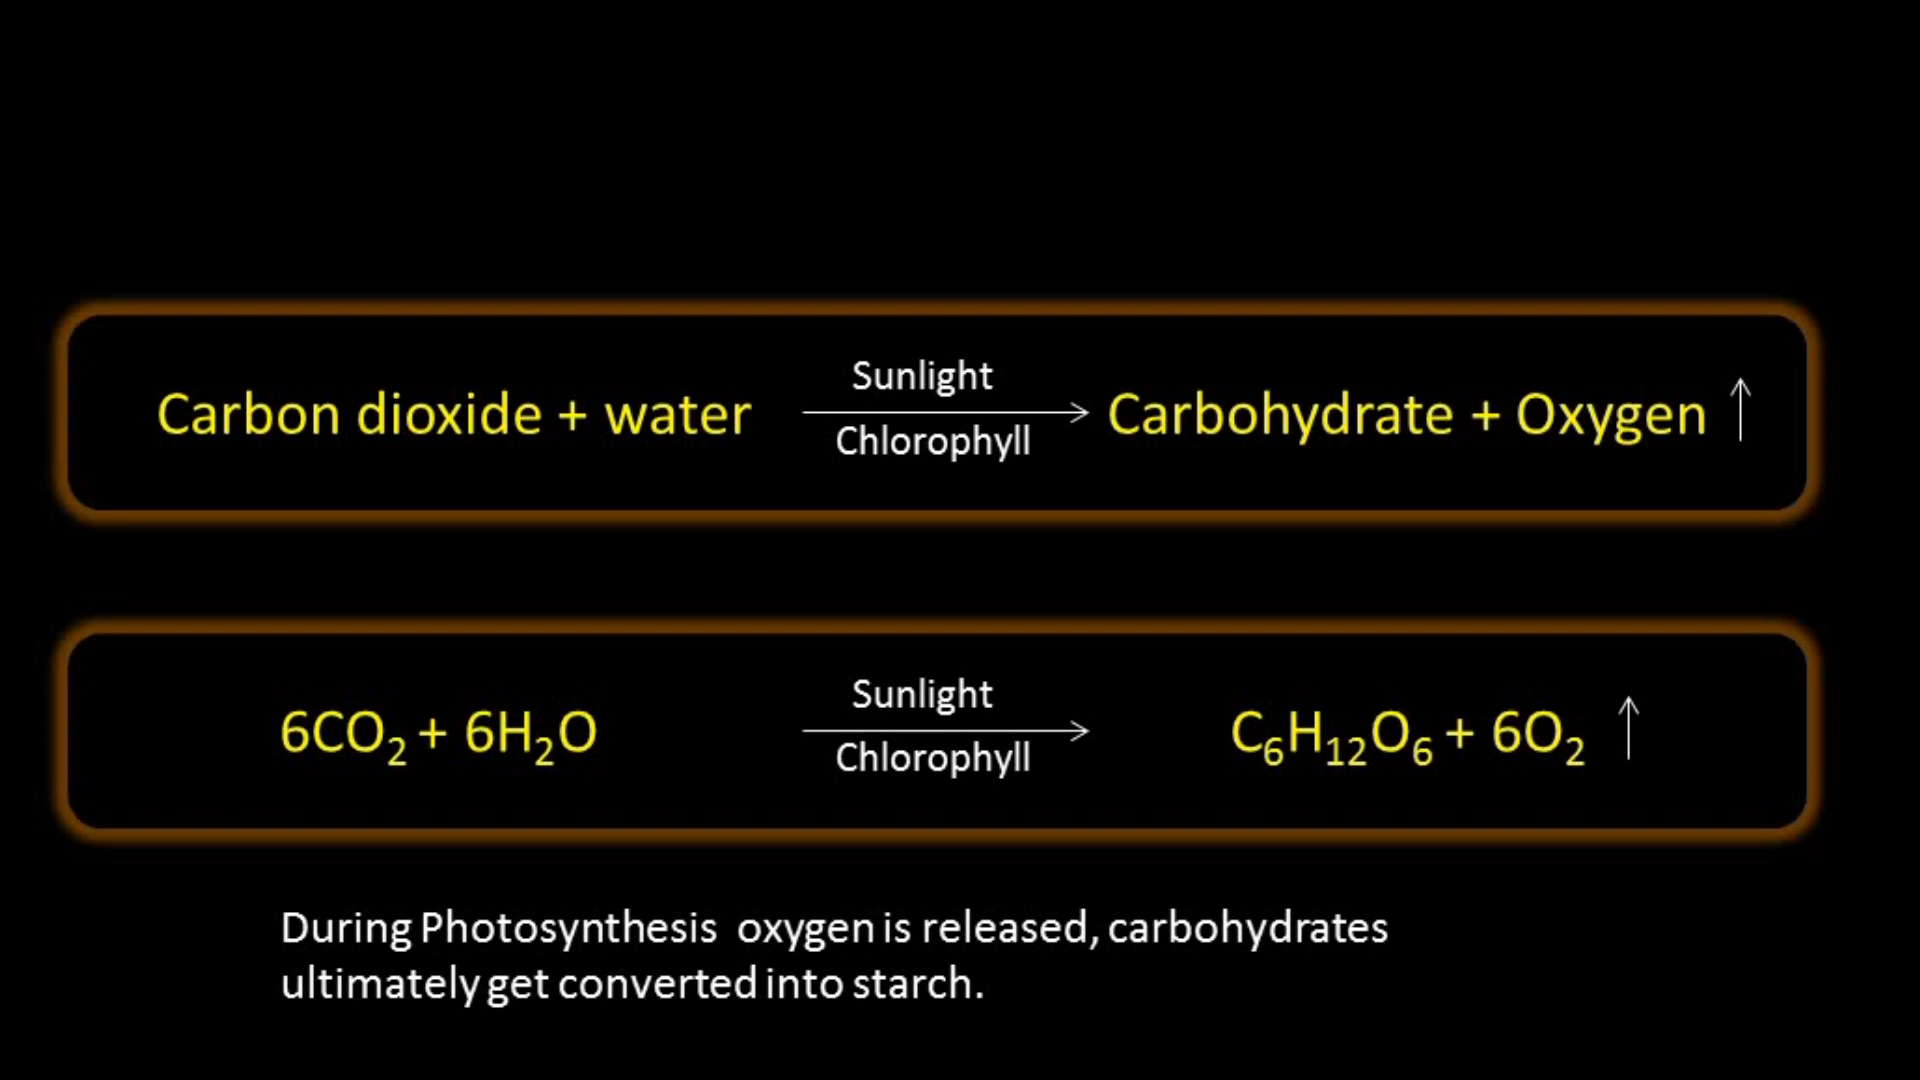 Sunlight
Carbon dioxide + water → Carbohydrate + Oxygen ↑
Chlorophyll
Sunlight
6CO₂ + 6H₂O → C₆H₁₂O₆ + 6O₂ ↑
Chlorophyll
During Photosynthesis oxygen is released, carbohydrates
ultimately get converted into starch.